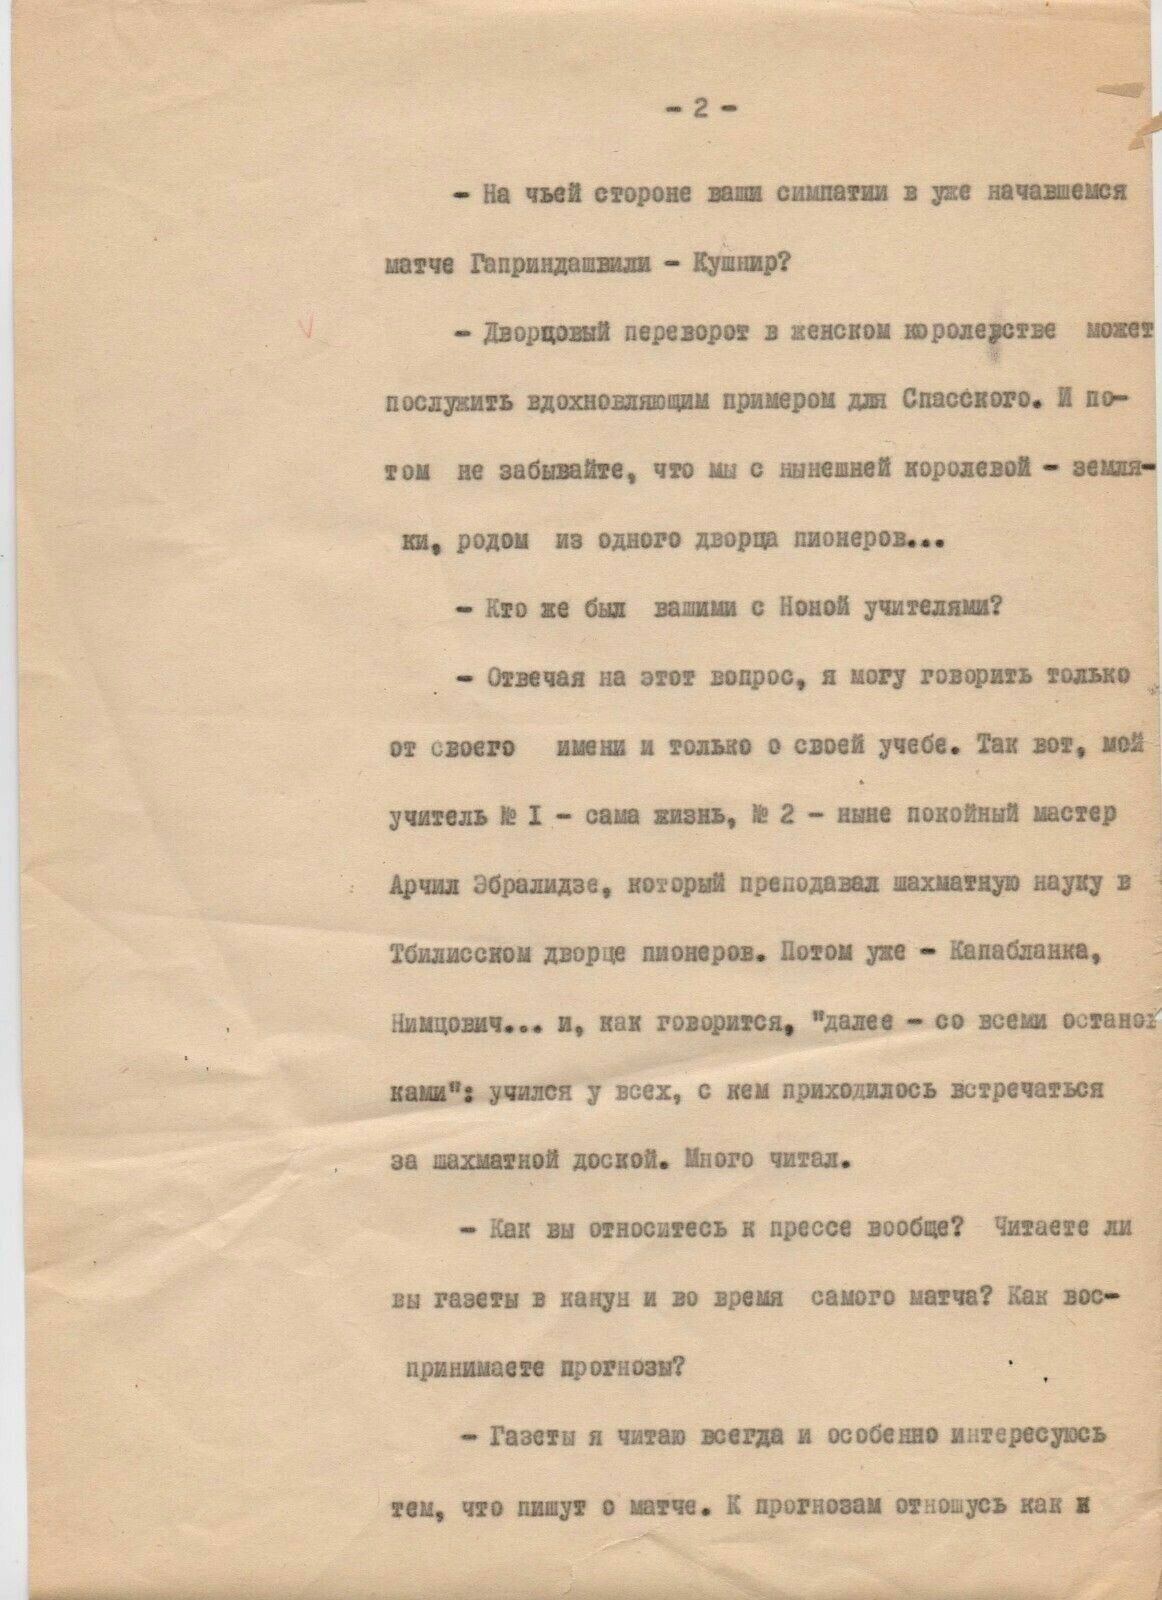 - 2 -
- На чьей стороне ваши симпатии в уже начавшемся
матче Гаприндашвили - Кушнир?
- Дворцовый переворот в женском королевстве может
послужить вдохновляющим примером для Спасского. И по-
том не забывайте, что мы с нынешней королевой - земля-
ки, родом из одного дворца пионеров...
- Кто же был вашими с Ноной учителями?
- Отвечая на этот вопрос, я могу говорить только
от своего имени и только о своей учебе. Так вот, мой
учитель № I - сама жизнь, № 2 - ныне покойный мастер
Арчил Эбралидзе, который преподавал шахматную науку в
Тбилисском дворце пионеров. Потом уже - Капабланка,
Нимцович... и, как говорится, "далее - со всеми останов
ками": учился у всех, с кем приходилось встречаться
за шахматной доской. Много читал.
- Как вы относитесь к прессе вообще? Читаете ли
вы газеты в канун и во время самого матча? Как вос-
принимаете прогнозы?
- Газеты я читаю всегда и особенно интересуюсь
тем, что пишут о матче. К прогнозам отношусь как к